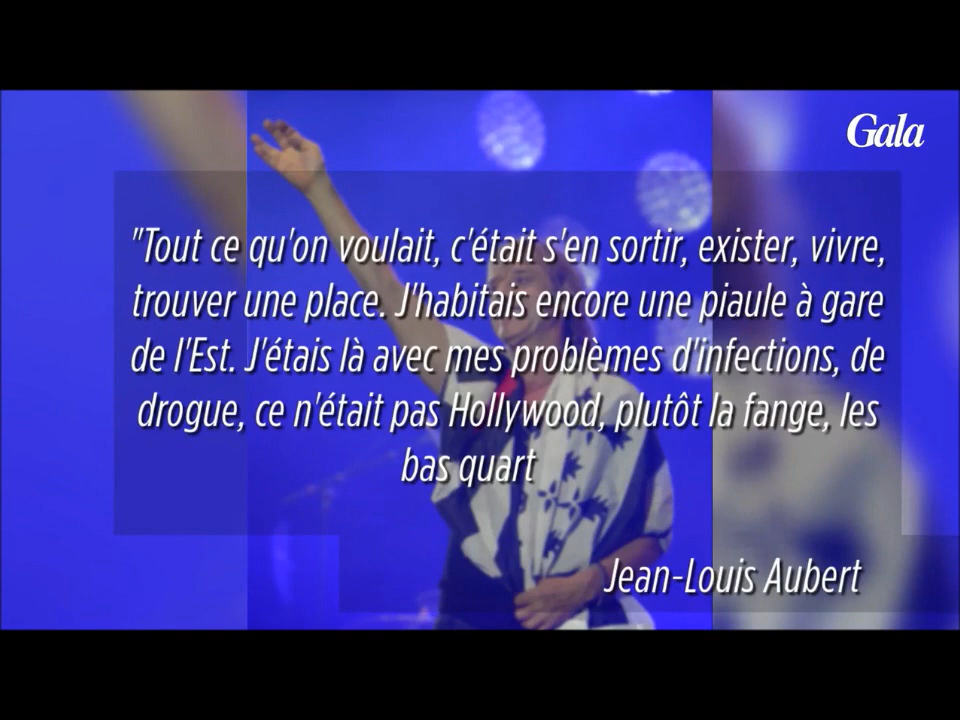 Gala
"Tout ce qu'on voulait, c'était s'en sortir, exister, vivre,
trouver une place. J'habitais encore une piaule à gare
de l'Est. J'étais là avec mes problèmes d'infections, de
drogue, ce n'était pas Hollywood, plutôt la fange, les
bas quart
Jean-Louis Aubert